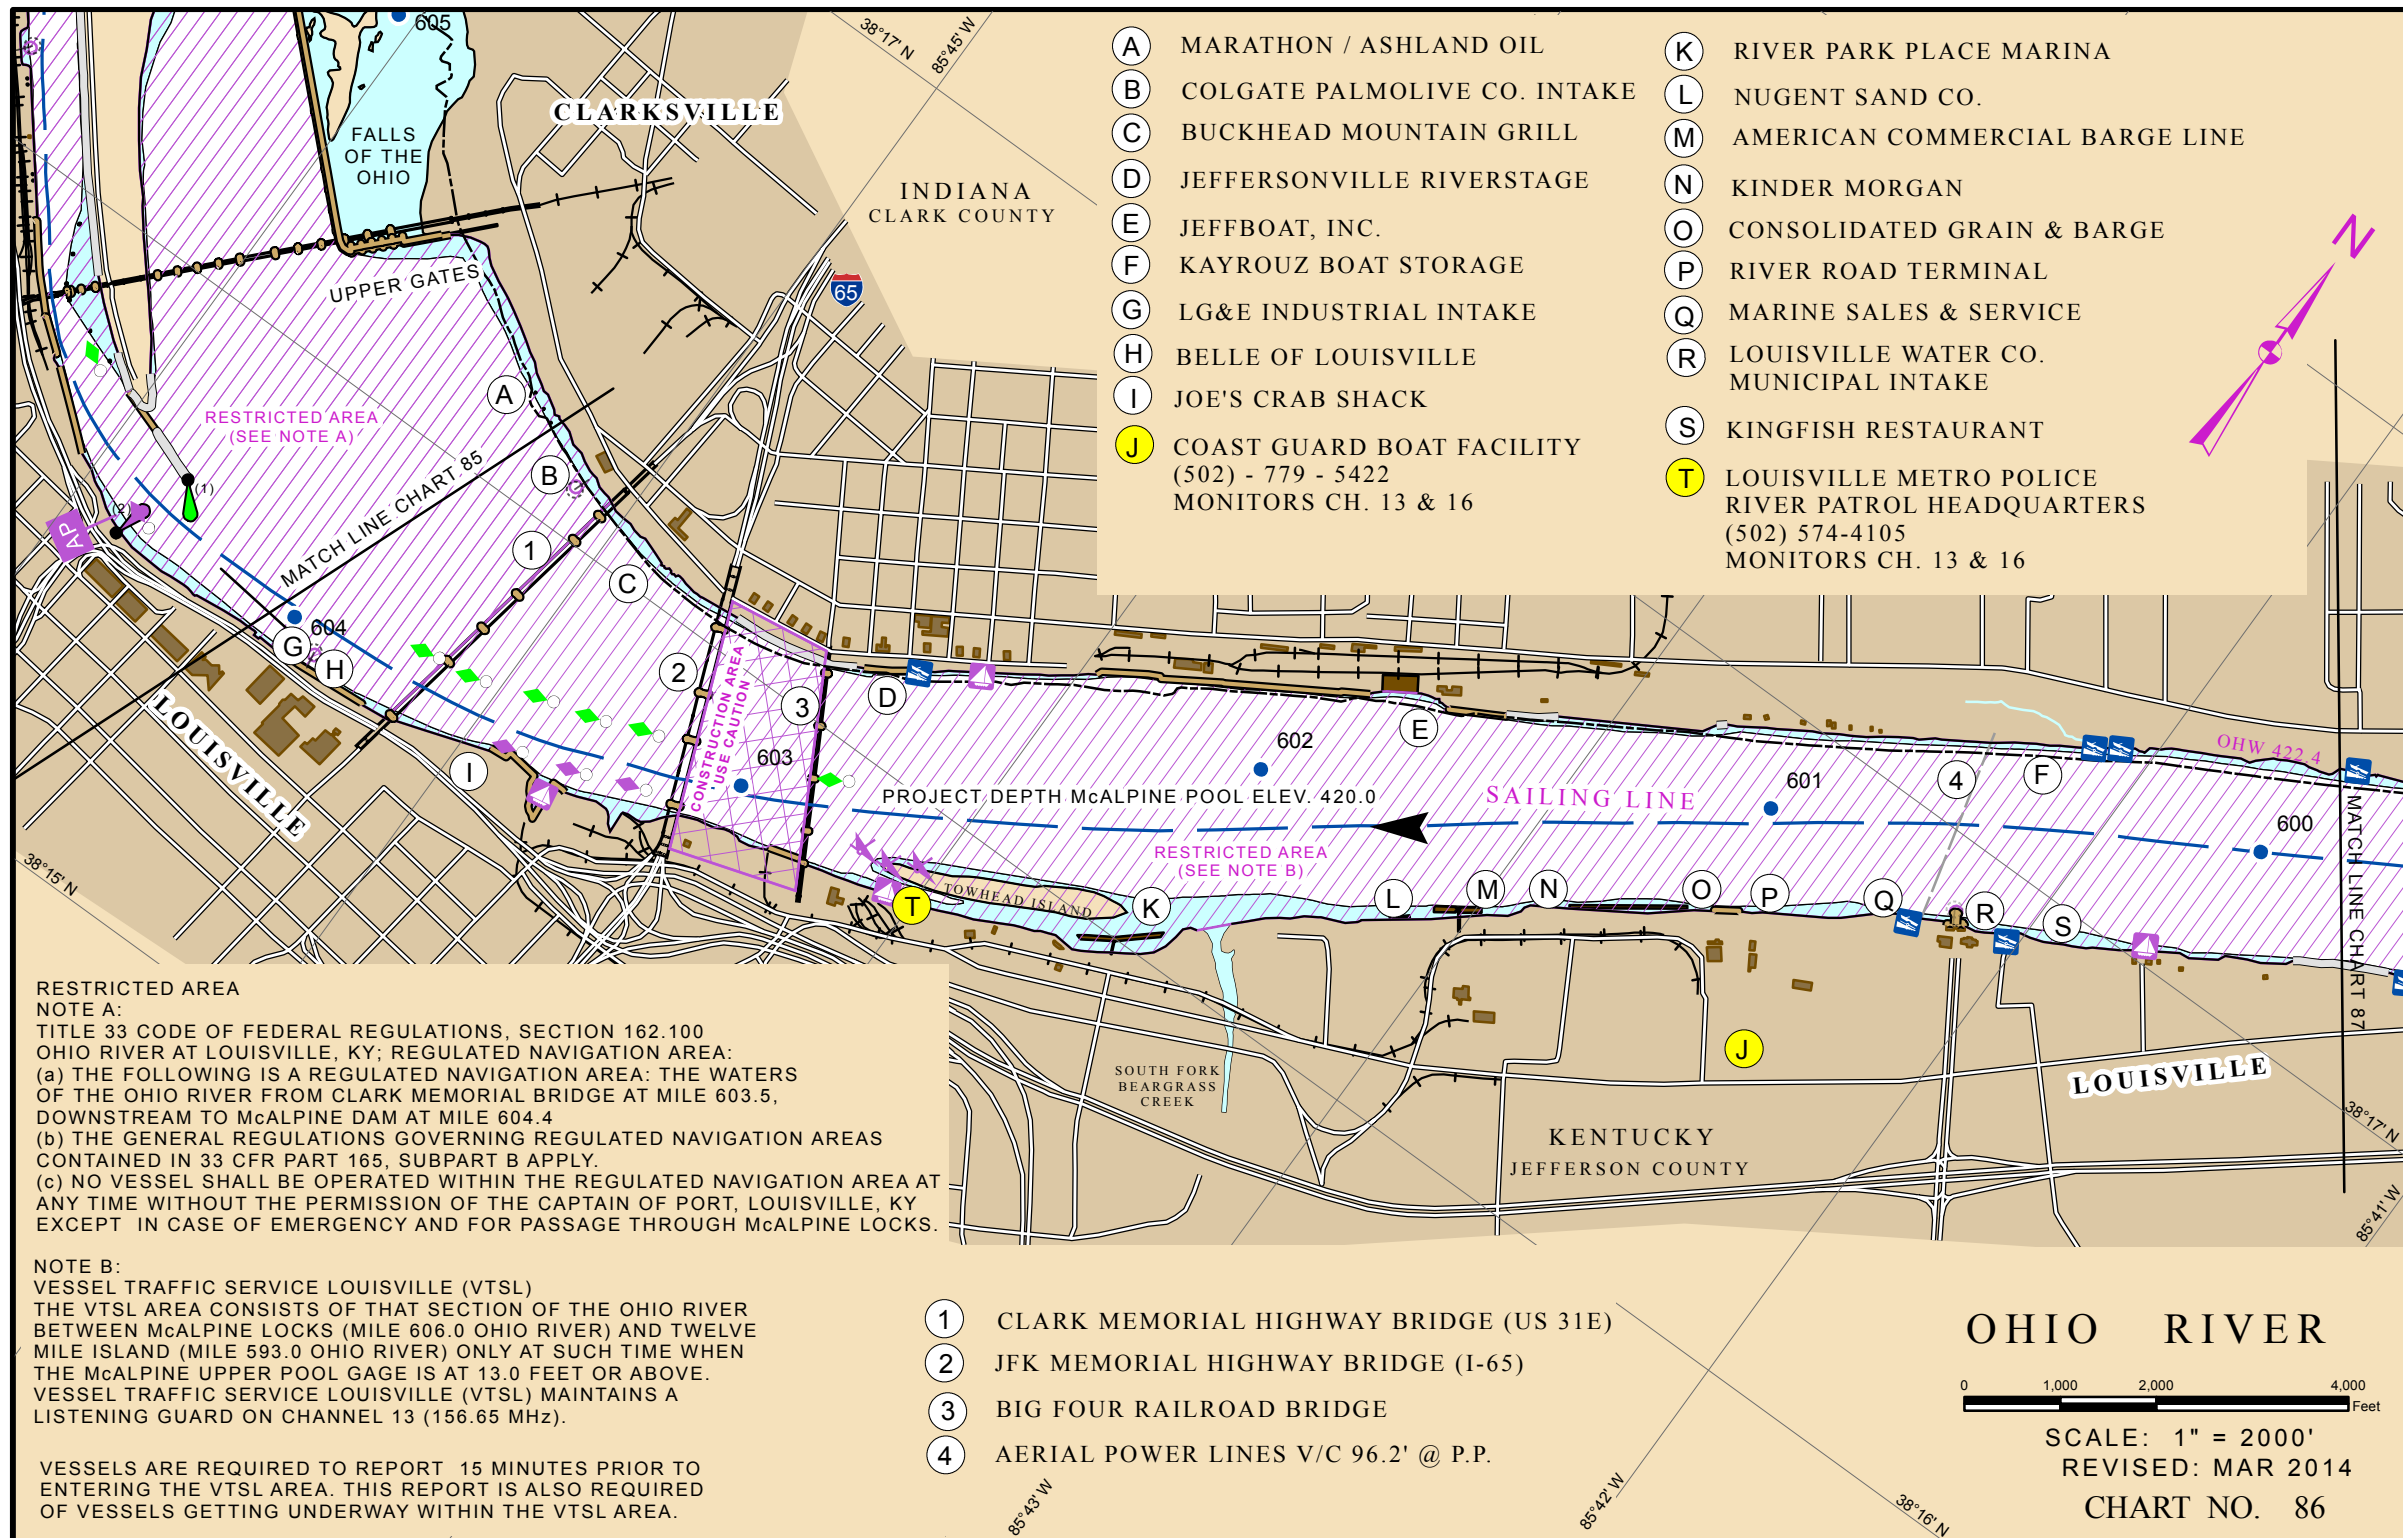 605
38°17' N
85°45' W
CLARKSVILLE
FALLS
OF THE
OHIO
INDIANA
CLARK COUNTY
UPPER GATES
65
A MARATHON / ASHLAND OIL
B COLGATE PALMOLIVE CO. INTAKE
C BUCKHEAD MOUNTAIN GRILL
D JEFFERSONVILLE RIVERSTAGE
E JEFFBOAT, INC.
F KAYROUZ BOAT STORAGE
G LG&E INDUSTRIAL INTAKE
H BELLE OF LOUISVILLE
I JOE'S CRAB SHACK
J COAST GUARD BOAT FACILITY
(502) - 779 - 5422
MONITORS CH. 13 & 16
K RIVER PARK PLACE MARINA
L NUGENT SAND CO.
M AMERICAN COMMERCIAL BARGE LINE
N KINDER MORGAN
O CONSOLIDATED GRAIN & BARGE
P RIVER ROAD TERMINAL
Q MARINE SALES & SERVICE
R LOUISVILLE WATER CO.
MUNICIPAL INTAKE
S KINGFISH RESTAURANT
T LOUISVILLE METRO POLICE
RIVER PATROL HEADQUARTERS
(502) 574-4105
MONITORS CH. 13 & 16
N
RESTRICTED AREA
(SEE NOTE A)
A
B
MATCH LINE CHART 85
(1)
(2)
AP
1
C
604
G
H
2
3
CONSTRUCTION AREA
USE CAUTION
603
D
I
LOUISVILLE
E
602
601
4
F
OHW 422.4
600
PROJECT DEPTH McALPINE POOL ELEV. 420.0
SAILING LINE
RESTRICTED AREA
(SEE NOTE B)
MATCH LINE CHART 87
TOWHEAD ISLAND
T
K
L
M
N
O
P
Q
R
S
J
38°15' N
SOUTH FORK
BEARGRASS
CREEK
KENTUCKY
JEFFERSON COUNTY
LOUISVILLE
38°17' N
85°41' W
RESTRICTED AREA
NOTE A:
TITLE 33 CODE OF FEDERAL REGULATIONS, SECTION 162.100
OHIO RIVER AT LOUISVILLE, KY; REGULATED NAVIGATION AREA:
(a) THE FOLLOWING IS A REGULATED NAVIGATION AREA: THE WATERS
OF THE OHIO RIVER FROM CLARK MEMORIAL BRIDGE AT MILE 603.5,
DOWNSTREAM TO McALPINE DAM AT MILE 604.4
(b) THE GENERAL REGULATIONS GOVERNING REGULATED NAVIGATION AREAS
CONTAINED IN 33 CFR PART 165, SUBPART B APPLY.
(c) NO VESSEL SHALL BE OPERATED WITHIN THE REGULATED NAVIGATION AREA AT
ANY TIME WITHOUT THE PERMISSION OF THE CAPTAIN OF PORT, LOUISVILLE, KY
EXCEPT IN CASE OF EMERGENCY AND FOR PASSAGE THROUGH McALPINE LOCKS.
NOTE B:
VESSEL TRAFFIC SERVICE LOUISVILLE (VTSL)
THE VTSL AREA CONSISTS OF THAT SECTION OF THE OHIO RIVER
BETWEEN McALPINE LOCKS (MILE 606.0 OHIO RIVER) AND TWELVE
MILE ISLAND (MILE 593.0 OHIO RIVER) ONLY AT SUCH TIME WHEN
THE McALPINE UPPER POOL GAGE IS AT 13.0 FEET OR ABOVE.
VESSEL TRAFFIC SERVICE LOUISVILLE (VTSL) MAINTAINS A
LISTENING GUARD ON CHANNEL 13 (156.65 MHz).
VESSELS ARE REQUIRED TO REPORT 15 MINUTES PRIOR TO
ENTERING THE VTSL AREA. THIS REPORT IS ALSO REQUIRED
OF VESSELS GETTING UNDERWAY WITHIN THE VTSL AREA.
1 CLARK MEMORIAL HIGHWAY BRIDGE (US 31E)
2 JFK MEMORIAL HIGHWAY BRIDGE (I-65)
3 BIG FOUR RAILROAD BRIDGE
4 AERIAL POWER LINES V/C 96.2' @ P.P.
85°43' W
85°42' W
38°16' N
OHIO RIVER
0 1,000 2,000 4,000
Feet
SCALE: 1" = 2000'
REVISED: MAR 2014
CHART NO. 86